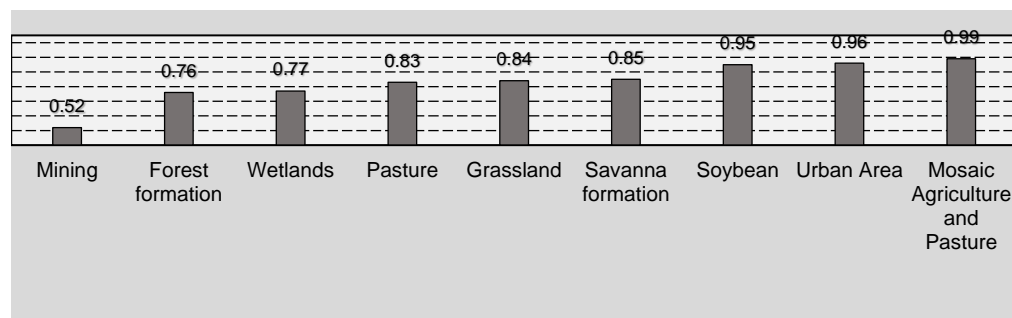 0.52
0.76
0.77
0.83
0.84
0.85
0.95
0.96
0.99
Mining
Forest
formation
Wetlands
Pasture
Grassland
Savanna
formation
Soybean
Urban Area
Mosaic
Agriculture
and
Pasture